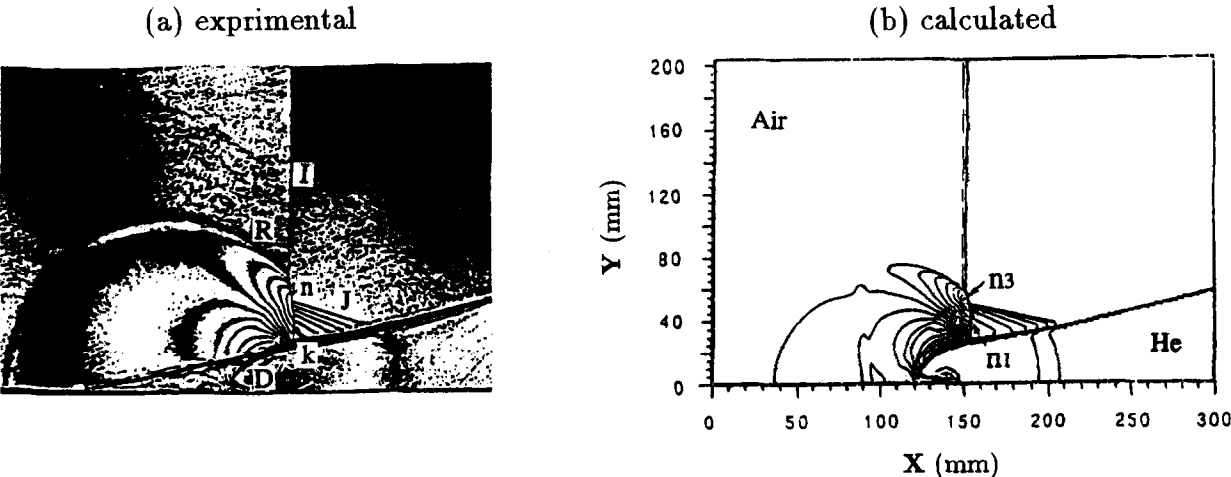 (a) exprimental
(b) calculated
I
R
n
J
k
D
200
160
120
80
40
0
Y (mm)
Air
n3
n1
He
0 50 100 150 200 250 300
X (mm)